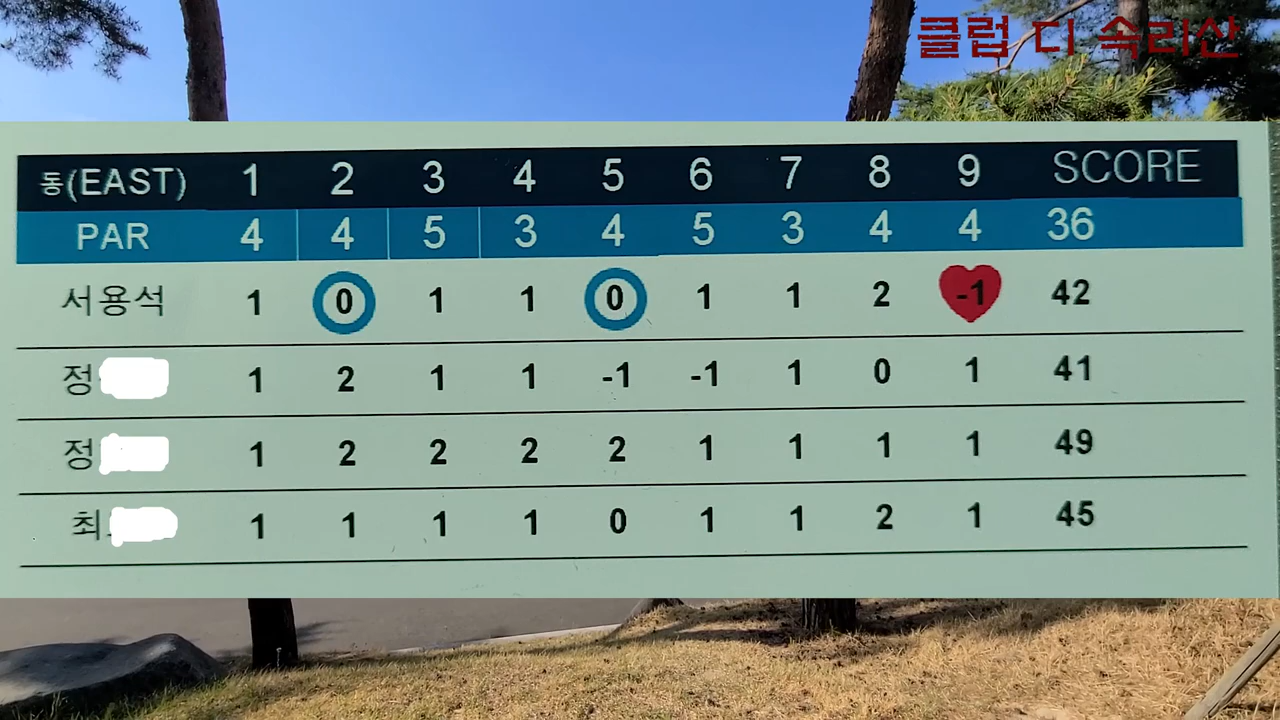 클럽 디 속리산
동(EAST) 1 2 3 4 5 6 7 8 9 SCORE
PAR 4 4 5 3 4 5 3 4 4 36
서용석 1 0 1 1 0 1 1 2 -1 42
정 1 2 1 1 -1 -1 1 0 1 41
정 1 2 2 2 2 1 1 1 1 49
최 1 1 1 1 0 1 1 2 1 45